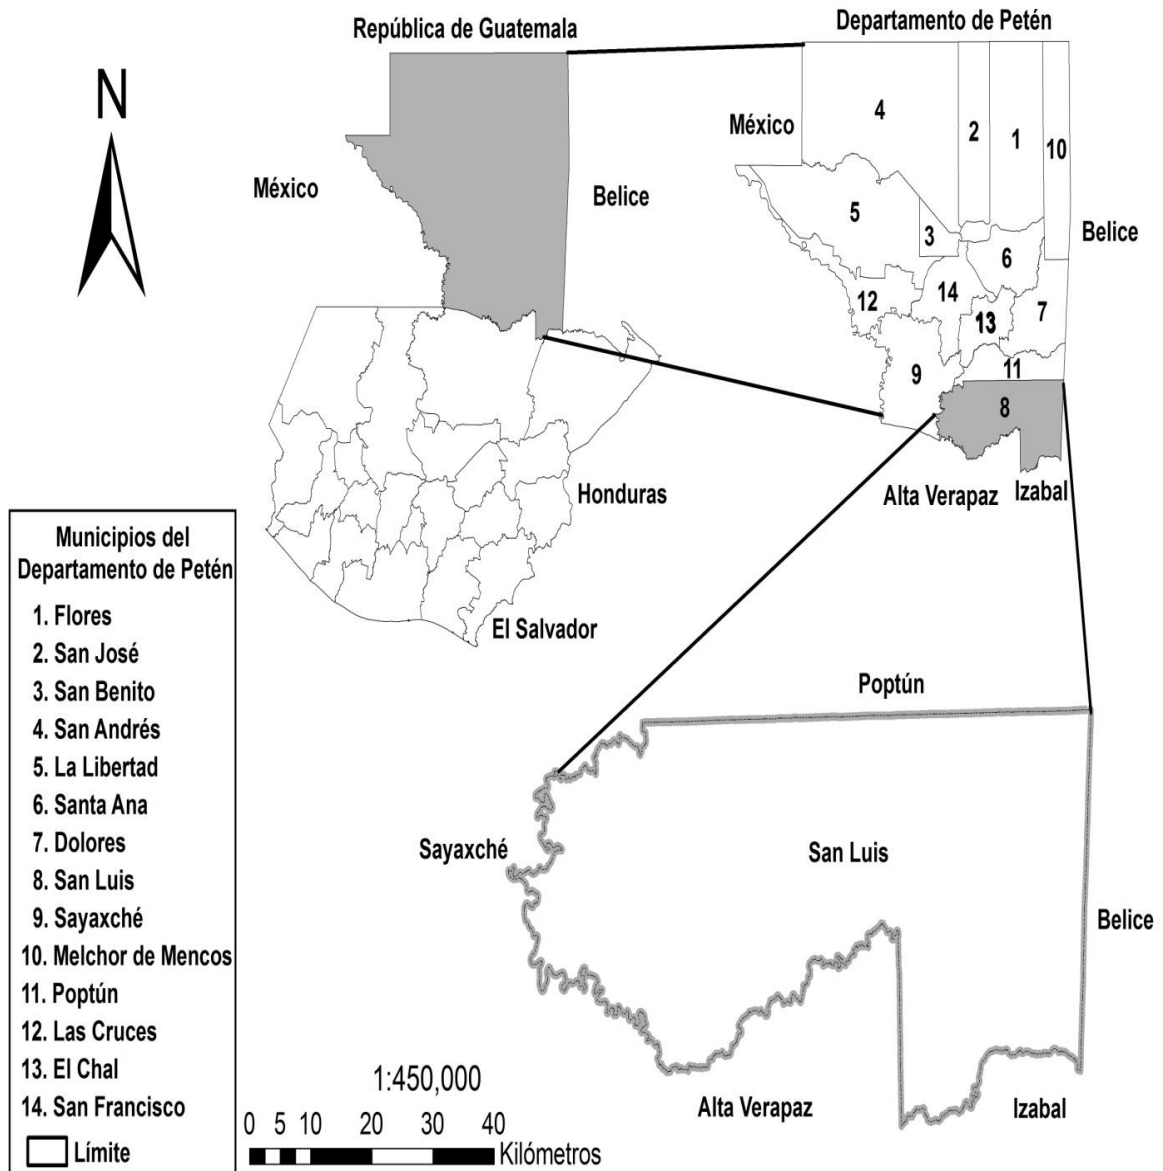 República de Guatemala
Departamento de Petén
N
México
Belice
México
4
2
1
10
5
3
Belice
6
14
12
7
13
9
11
8
Alta Verapaz
Izabal
Honduras
El Salvador
Municipios del
Departamento de Petén
1. Flores
2. San José
3. San Benito
4. San Andrés
5. La Libertad
6. Santa Ana
7. Dolores
8. San Luis
9. Sayaxché
10. Melchor de Mencos
11. Poptún
12. Las Cruces
13. El Chal
14. San Francisco
Límite
Poptún
Sayaxché
San Luis
Belice
Alta Verapaz
Izabal
1:450,000
0 5 10 20 30 40
Kilómetros